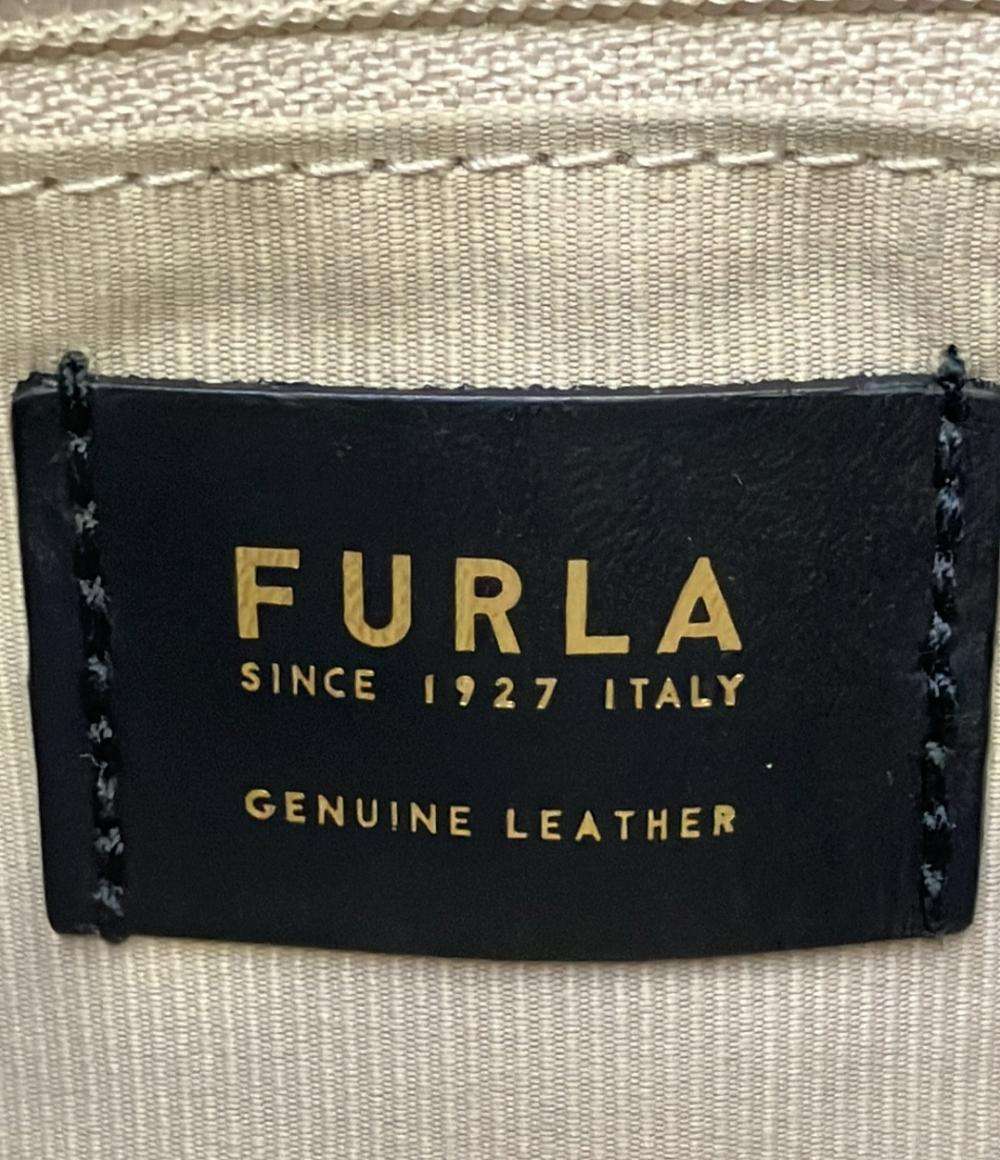 FURLA
SINCE 1927 ITALY
GENUINE LEATHER